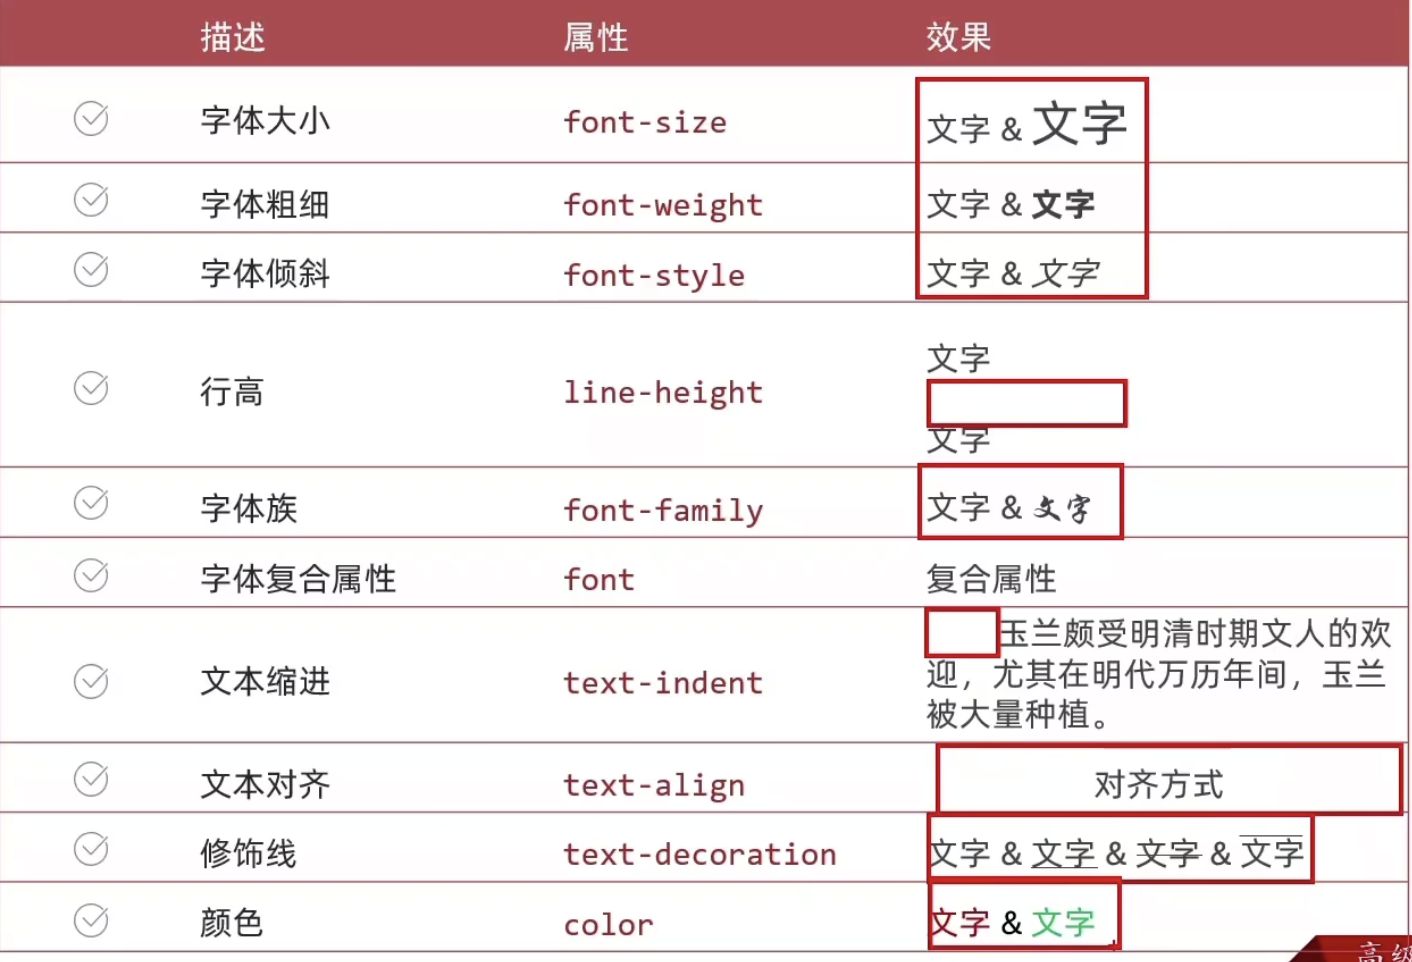 描述 属性 效果
字体大小 font-size 文字 & 文字
字体粗细 font-weight 文字 & 文字
字体倾斜 font-style 文字 & 文字
文字
行高 line-height
文字
字体族 font-family 文字 & 文字
字体复合属性 font 复合属性
玉兰颇受明清时期文人的欢
文本缩进 text-indent 迎，尤其在明代万历年间，玉兰
被大量种植。
文本对齐 text-align 对齐方式
修饰线 text-decoration 文字 & 文字 & 文字 & 文字
颜色 color 文字 & 文字
高级